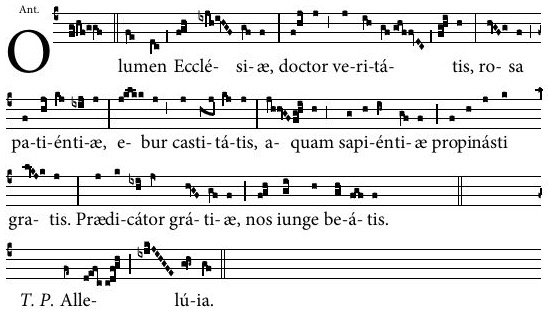 Ant.
O lumen Ecclé- si-æ, doctor ve-ri-tá- tis, ro- sa
pa-ti-énti-æ, e- bur casti-tá-tis, a- quam sapi-énti- æ propinásti
gra- tis. Prædi-cátor grá- ti- æ, nos iunge be-á- tis.
T. P. Alle- lú-ia.